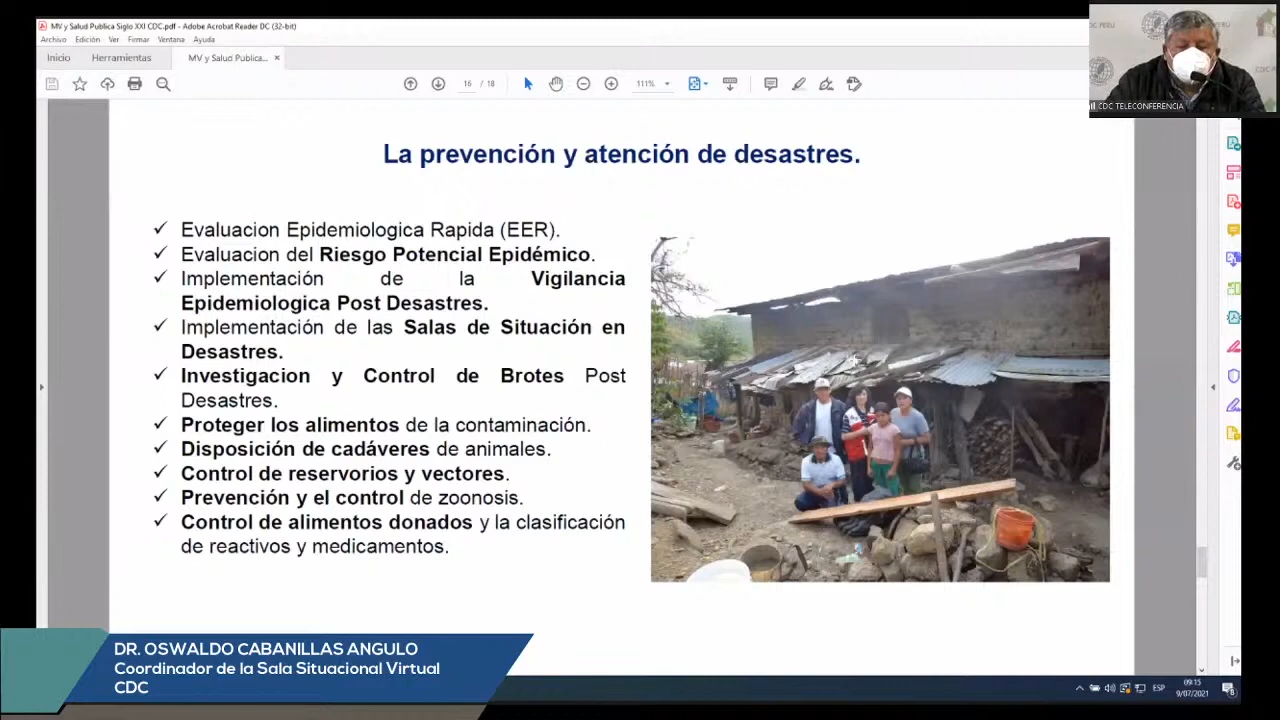 MV y Salud Publica Siglo XXI CDC.pdf - Adobe Acrobat Reader DC (32-bit)
Archivo Edición Ver Firmar Ventana Ayuda
Inicio Herramientas MV y Salud Publica...
16 / 18 111%
CDC TELECONFERENCIA
La prevención y atención de desastres.
Evaluacion Epidemiologica Rapida (EER).
Evaluacion del Riesgo Potencial Epidémico.
Implementación de la Vigilancia
Epidemiologica Post Desastres.
Implementación de las Salas de Situación en
Desastres.
Investigacion y Control de Brotes Post
Desastres.
Proteger los alimentos de la contaminación.
Disposición de cadáveres de animales.
Control de reservorios y vectores.
Prevención y el control de zoonosis.
Control de alimentos donados y la clasificación
de reactivos y medicamentos.
DR. OSWALDO CABANILLAS ANGULO
Coordinador de la Sala Situacional Virtual
CDC
ESP
09:15
9/07/2021